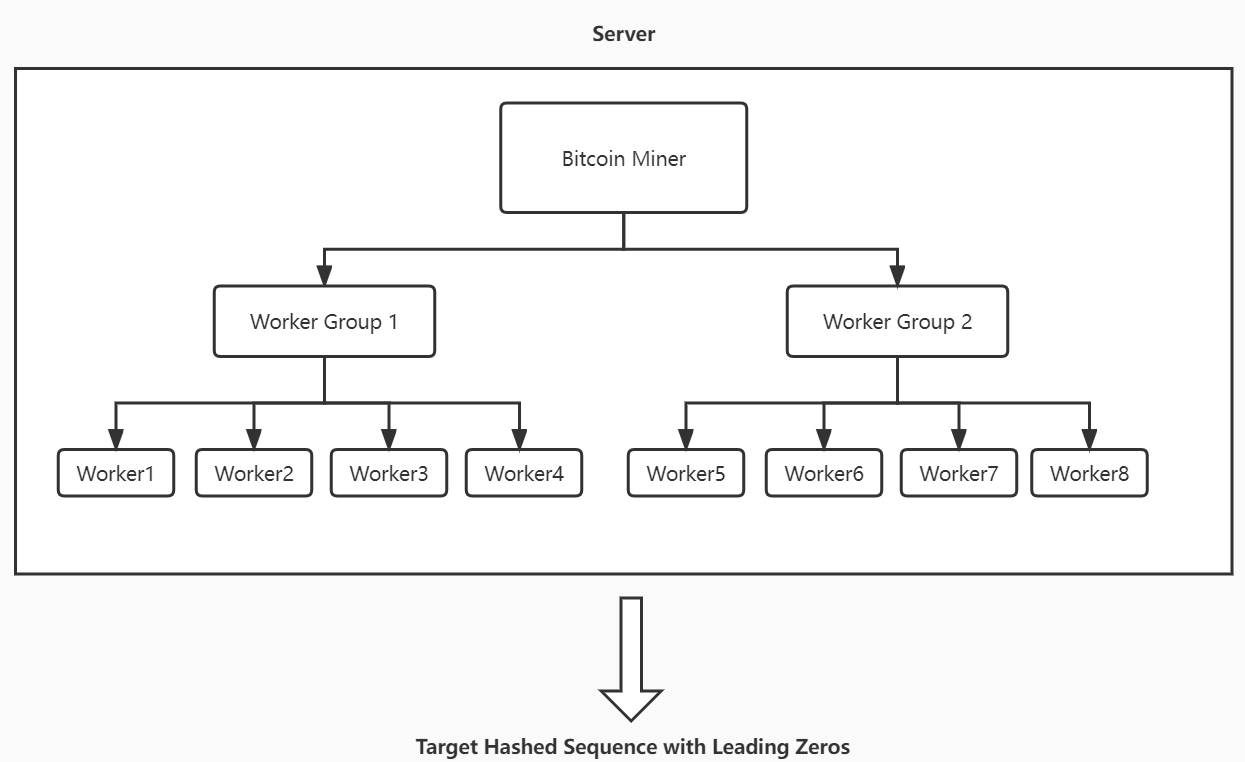 Server
Bitcoin Miner
Worker Group 1
Worker Group 2
Worker1
Worker2
Worker3
Worker4
Worker5
Worker6
Worker7
Worker8
Target Hashed Sequence with Leading Zeros